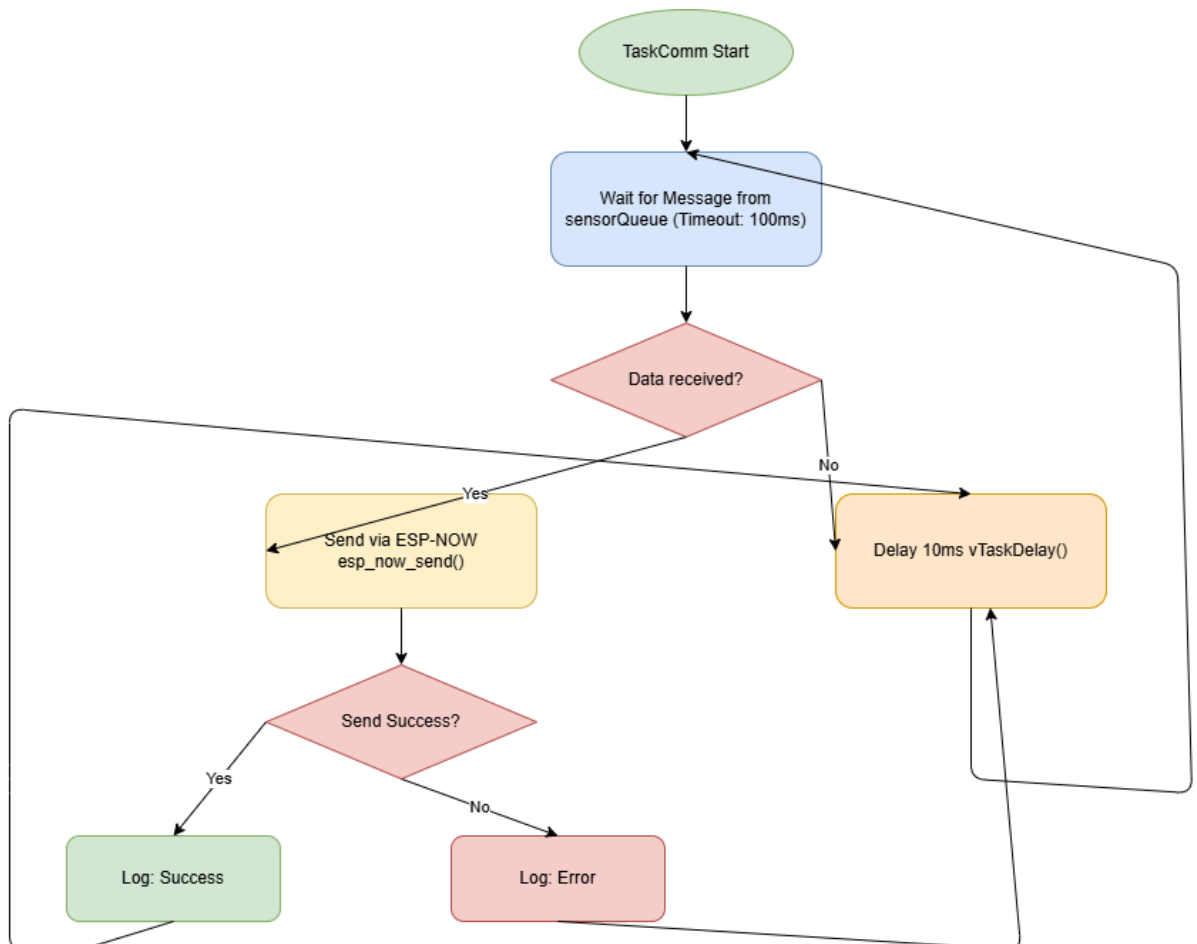 TaskComm Start
Wait for Message from
sensorQueue (Timeout: 100ms)
Data received?
No
Yes
Send via ESP-NOW
esp_now_send()
Delay 10ms vTaskDelay()
Send Success?
Yes
No
Log: Success
Log: Error